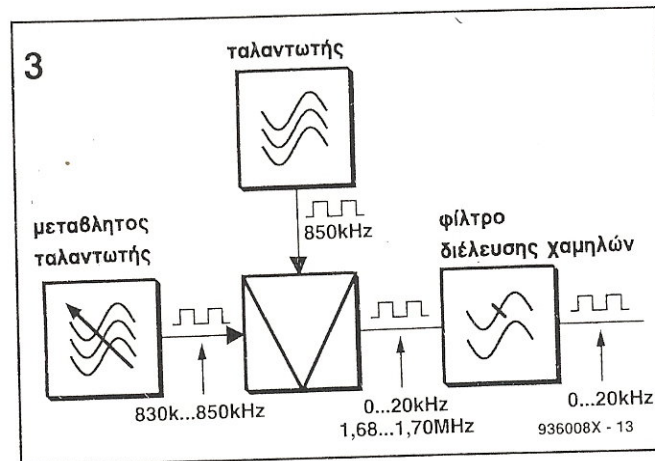 3
ταλαντωτής
850kHz
μεταβλητος
ταλαντωτής
830k...850kHz
0...20kHz
1,68...1,70MHz
φίλτρο
διέλευσης χαμηλών
0...20kHz
936008X - 13